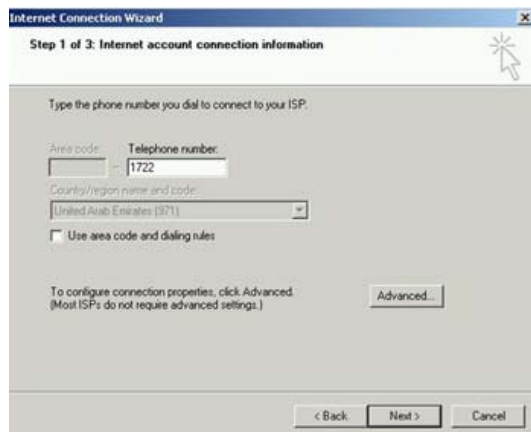 Internet Connection Wizard
Step 1 of 3: Internet account connection information
Type the phone number you dial to connect to your ISP.
Area code: Telephone number:
– 1722
Country/region name and code:
United Arab Emirates (971)
Use area code and dialing rules
To configure connection properties, click Advanced.
(Most ISPs do not require advanced settings.)
Advanced...
< Back Next > Cancel